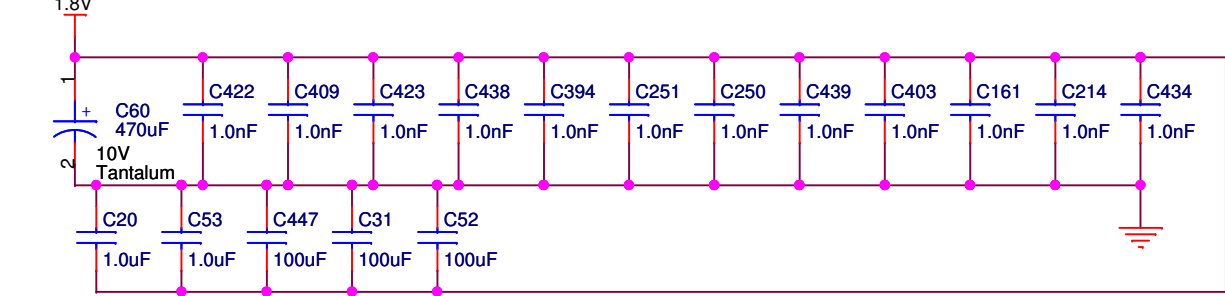 1.8V
1
C60
470uF
10V
Tantalum
2
C422
1.0nF
C409
1.0nF
C423
1.0nF
C438
1.0nF
C394
1.0nF
C251
1.0nF
C250
1.0nF
C439
1.0nF
C403
1.0nF
C161
1.0nF
C214
1.0nF
C434
1.0nF
C20
1.0uF
C53
1.0uF
C447
100uF
C31
100uF
C52
100uF